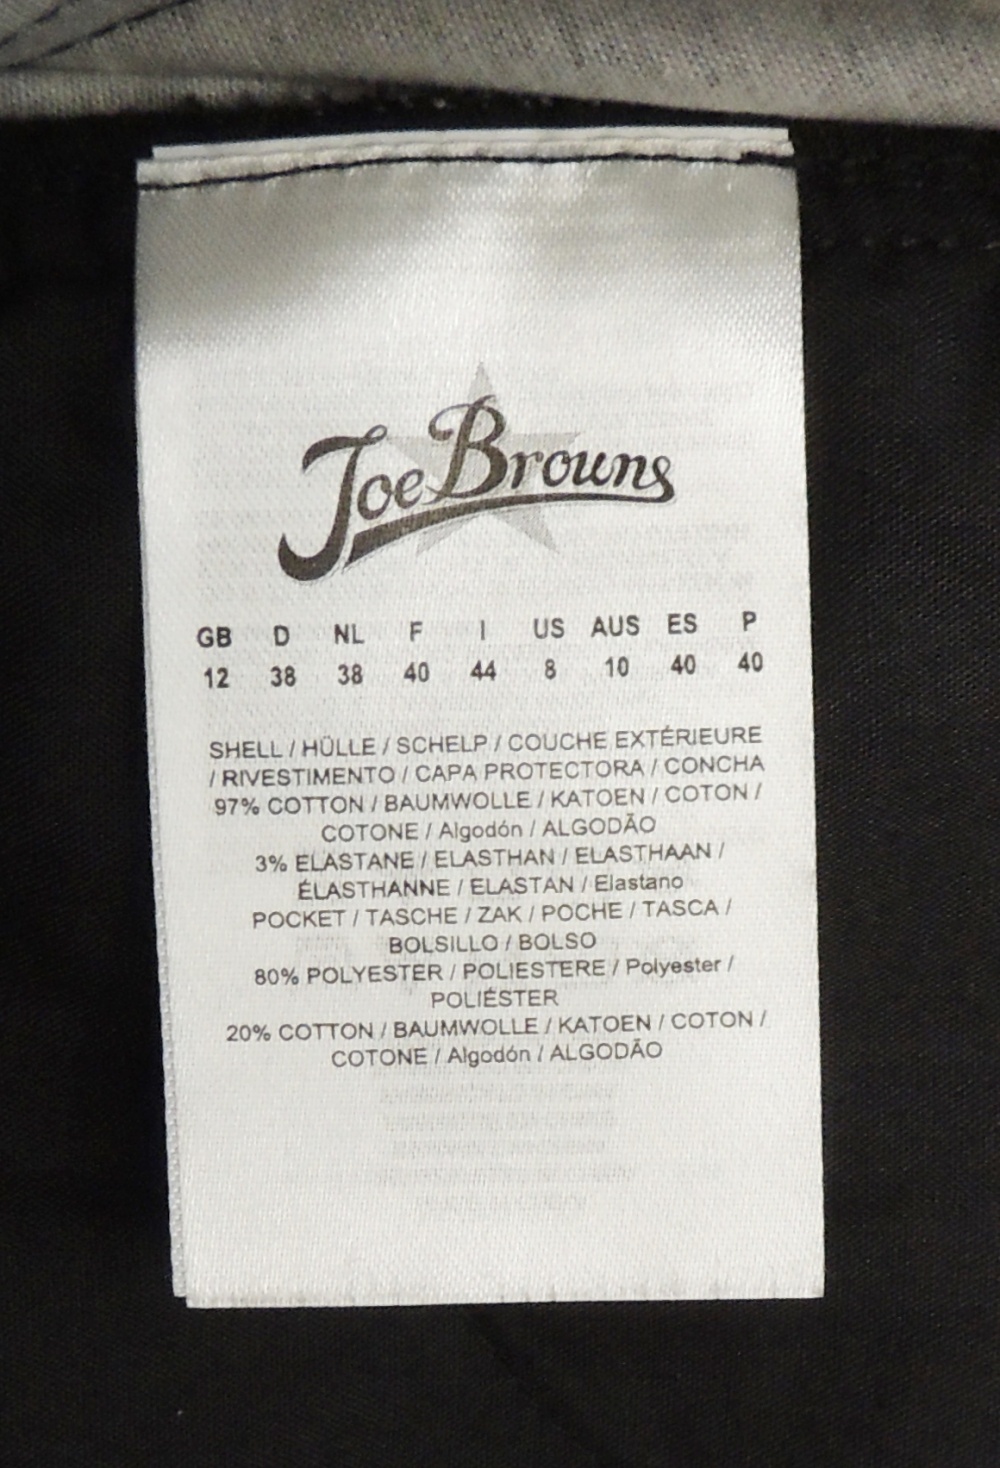 Joe Browns
GB D NL F I US AUS ES P
12 38 38 40 44 8 10 40 40
SHELL / HÜLLE / SCHELP / COUCHE EXTÉRIEURE
/ RIVESTIMENTO / CAPA PROTECTORA / CONCHA
97% COTTON / BAUMWOLLE / KATOEN / COTON /
COTONE / Algodón / ALGODÃO
3% ELASTANE / ELASTHAN / ELASTHAAN /
ÉLASTHANNE / ELASTAN / Elastano
POCKET / TASCHE / ZAK / POCHE / TASCA /
BOLSILLO / BOLSO
80% POLYESTER / POLIESTERE / Polyester /
POLIÉSTER
20% COTTON / BAUMWOLLE / KATOEN / COTON /
COTONE / Algodón / ALGODÃO